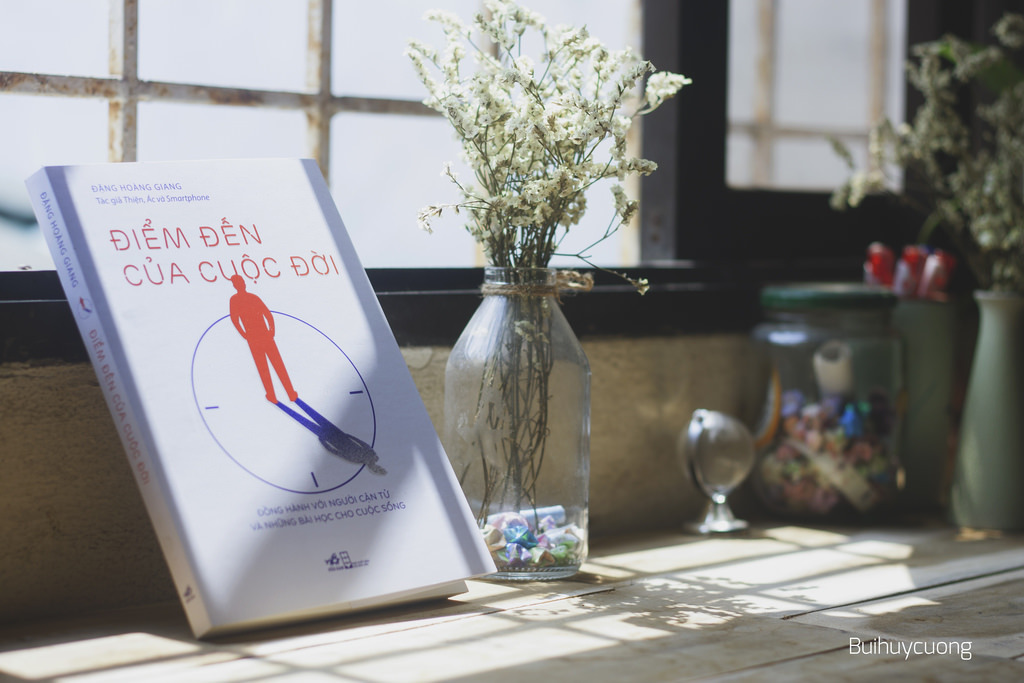 ĐẶNG HOÀNG GIANG
Tác giả Thiện, Ác và Smartphone
ĐIỂM ĐẾN
CỦA CUỘC ĐỜI
ĐỒNG HÀNH VỚI NGƯỜI CẬN TỬ
VÀ NHỮNG BÀI HỌC CHO CUỘC SỐNG
ĐẶNG HOÀNG GIANG
ĐIỂM ĐẾN CỦA CUỘC ĐỜI
Buihuycuong